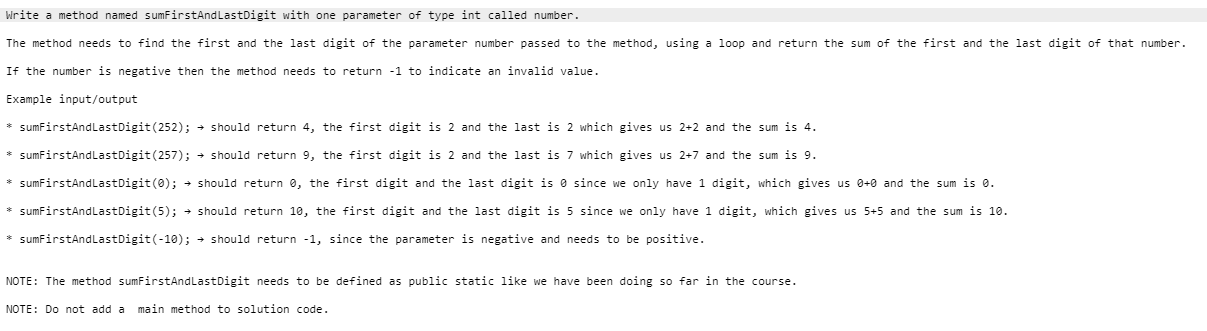 Write a method named sumFirstAndLastDigit with one parameter of type int called number.
The method needs to find the first and the last digit of the parameter number passed to the method, using a loop and return the sum of the first and the last digit of that number.
If the number is negative then the method needs to return -1 to indicate an invalid value.
Example input/output
* sumFirstAndLastDigit(252); → should return 4, the first digit is 2 and the last is 2 which gives us 2+2 and the sum is 4.
* sumFirstAndLastDigit(257); → should return 9, the first digit is 2 and the last is 7 which gives us 2+7 and the sum is 9.
* sumFirstAndLastDigit(0); → should return 0, the first digit and the last digit is 0 since we only have 1 digit, which gives us 0+0 and the sum is 0.
* sumFirstAndLastDigit(5); → should return 10, the first digit and the last digit is 5 since we only have 1 digit, which gives us 5+5 and the sum is 10.
* sumFirstAndLastDigit(-10); → should return -1, since the parameter is negative and needs to be positive.
NOTE: The method sumFirstAndLastDigit needs to be defined as public static like we have been doing so far in the course.
NOTE: Do not add a  main method to solution code.